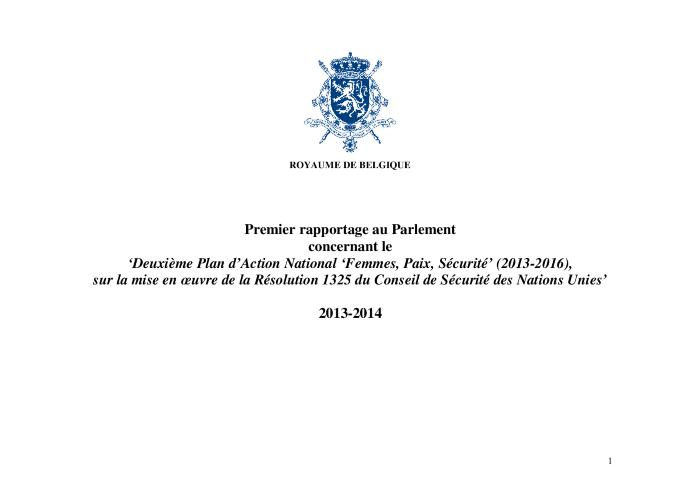 ROYAUME DE BELGIQUE
Premier rapportage au Parlement
concernant le
‘Deuxième Plan d’Action National ‘Femmes, Paix, Sécurité’ (2013-2016),
sur la mise en œuvre de la Résolution 1325 du Conseil de Sécurité des Nations Unies’
2013-2014
1